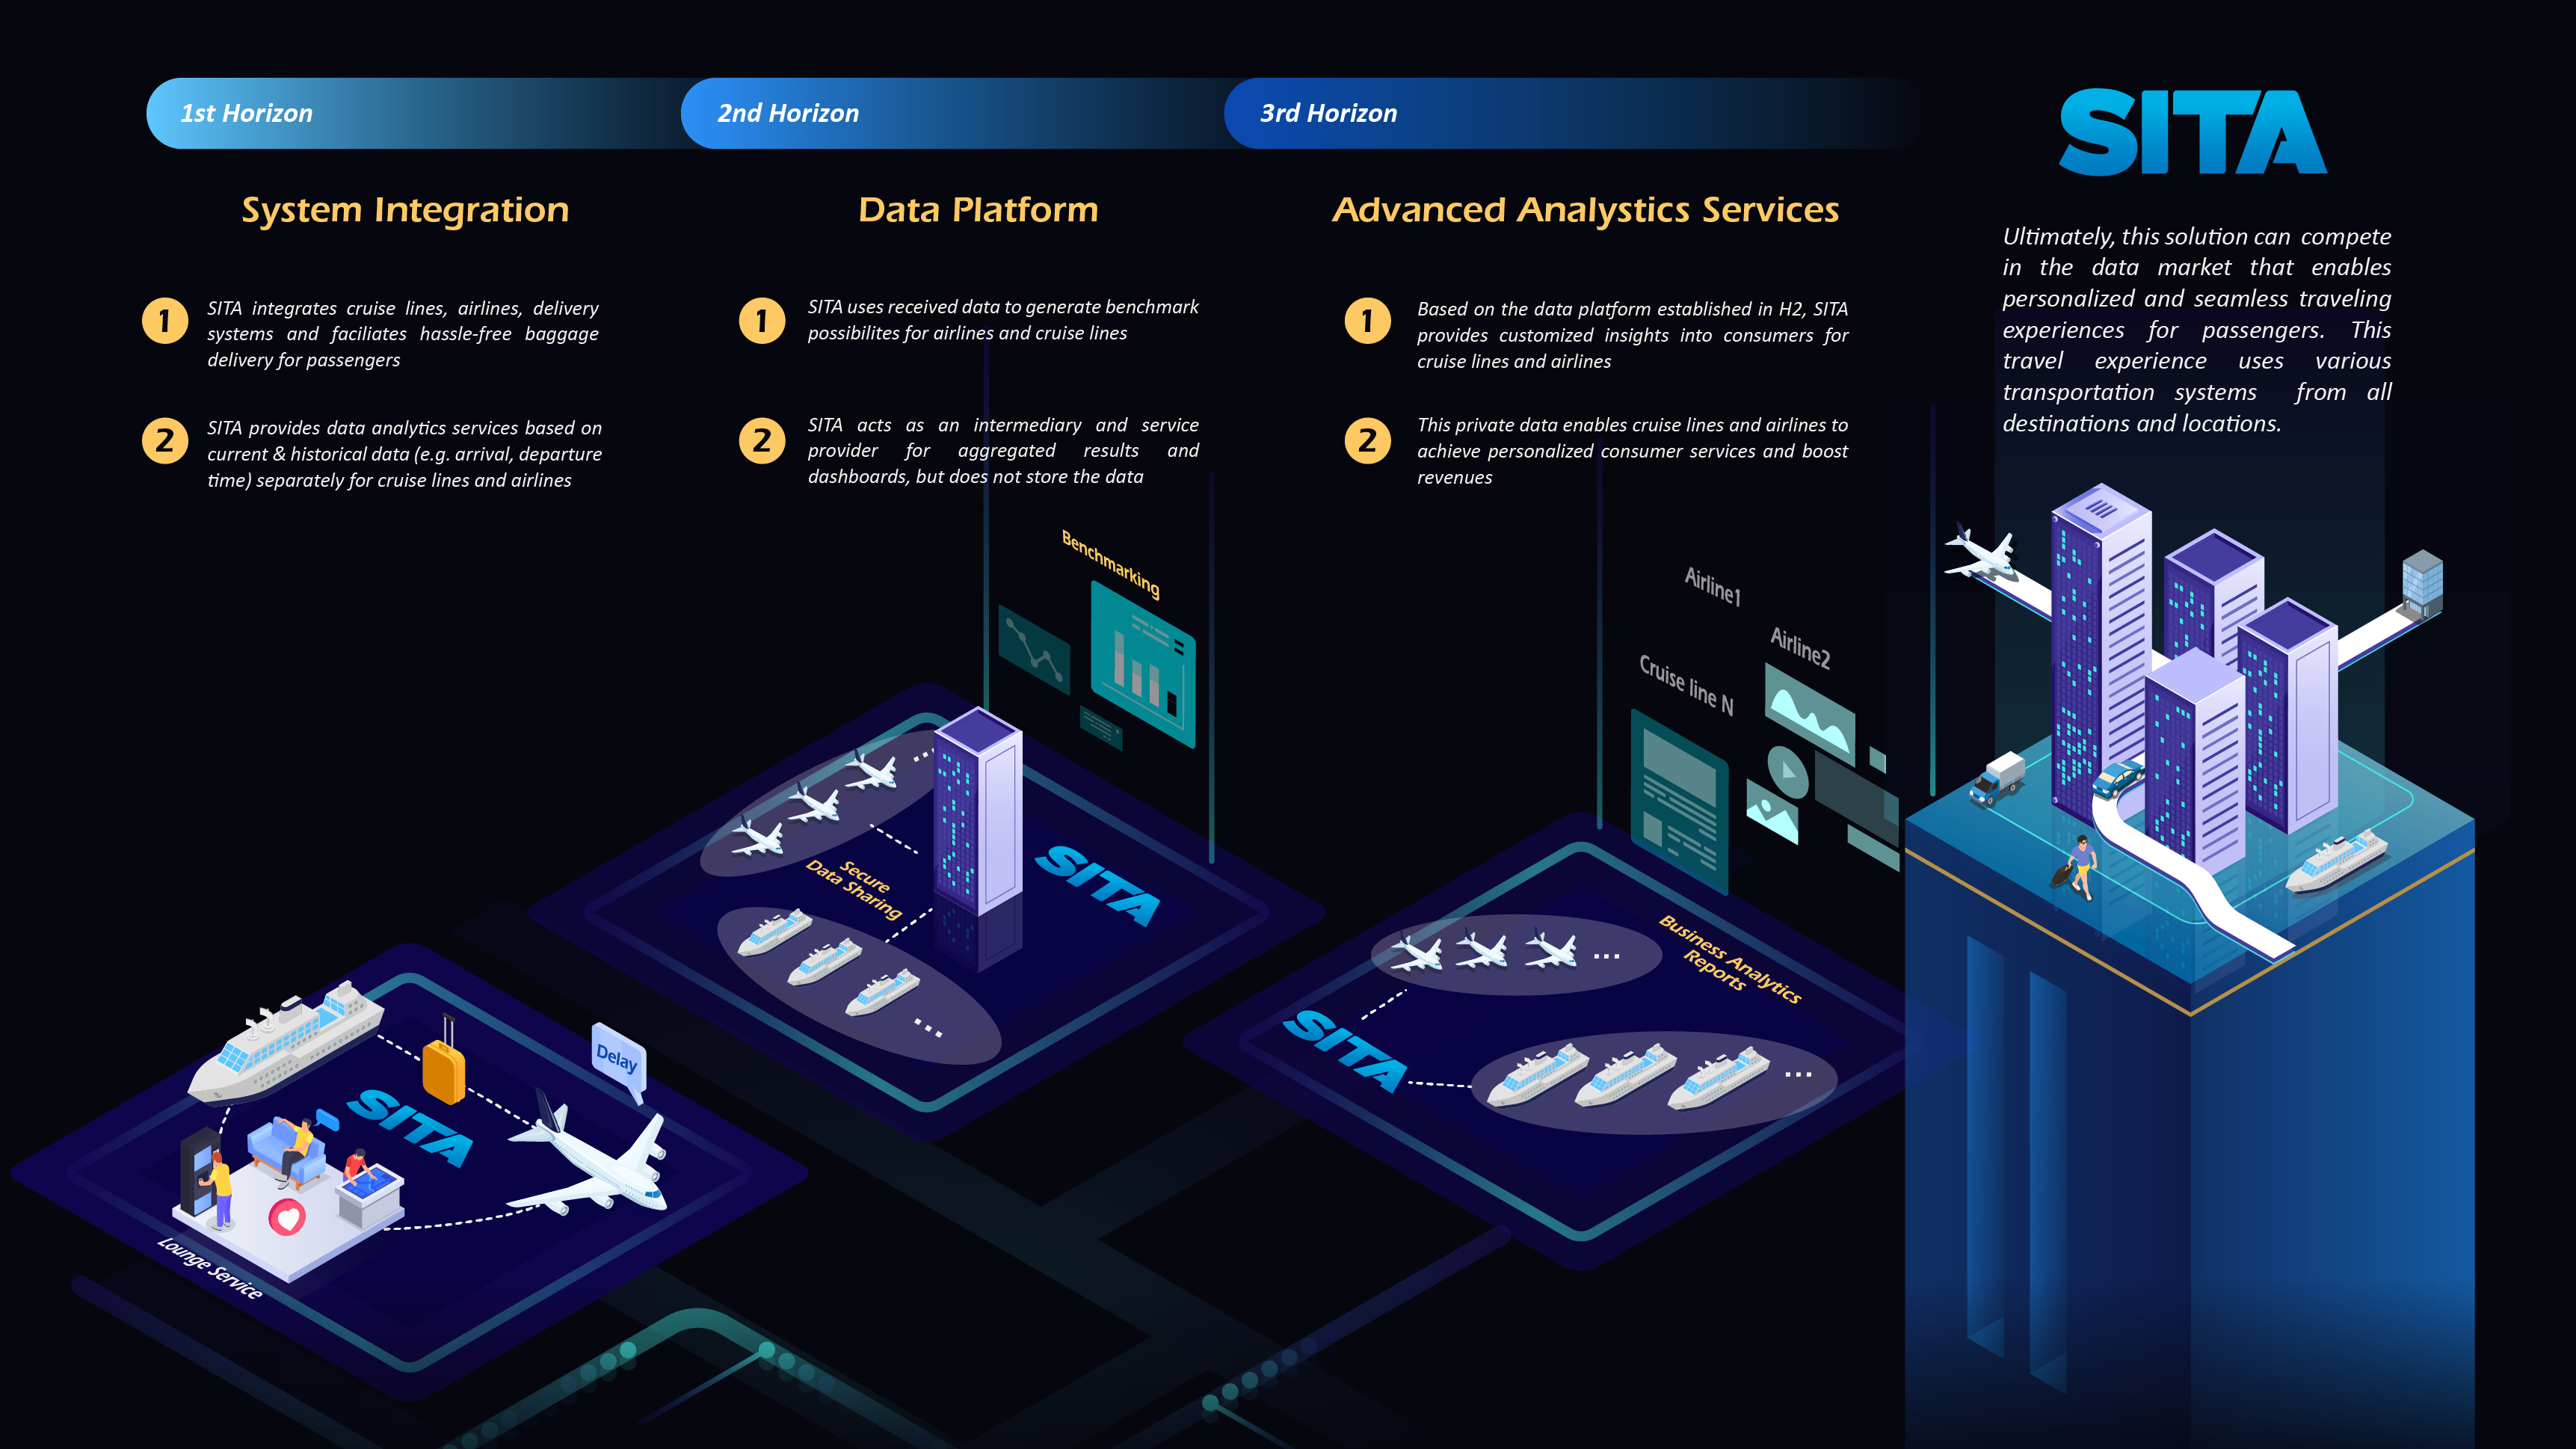 1st Horizon
2nd Horizon
3rd Horizon
SITA
System Integration
Data Platform
Advanced Analystics Services
1
SITA integrates cruise lines, airlines, delivery
systems and faciliates hassle-free baggage
delivery for passengers
2
SITA provides data analytics services based on
current & historical data (e.g. arrival, departure
time) separately for cruise lines and airlines
1
SITA uses received data to generate benchmark
possibilites for airlines and cruise lines
2
SITA acts as an intermediary and service
provider for aggregated results and
dashboards, but does not store the data
1
Based on the data platform established in H2, SITA
provides customized insights into consumers for
cruise lines and airlines
2
This private data enables cruise lines and airlines to
achieve personalized consumer services and boost
revenues
Ultimately, this solution can compete
in the data market that enables
personalized and seamless traveling
experiences for passengers. This
travel experience uses various
transportation systems from all
destinations and locations.
Benchmarking
...
Secure
Data Sharing
SITA
...
Airline1
Airline2
Cruise line N
Business Analytics
Reports
...
SITA
...
Delay
SITA
Lounge Service